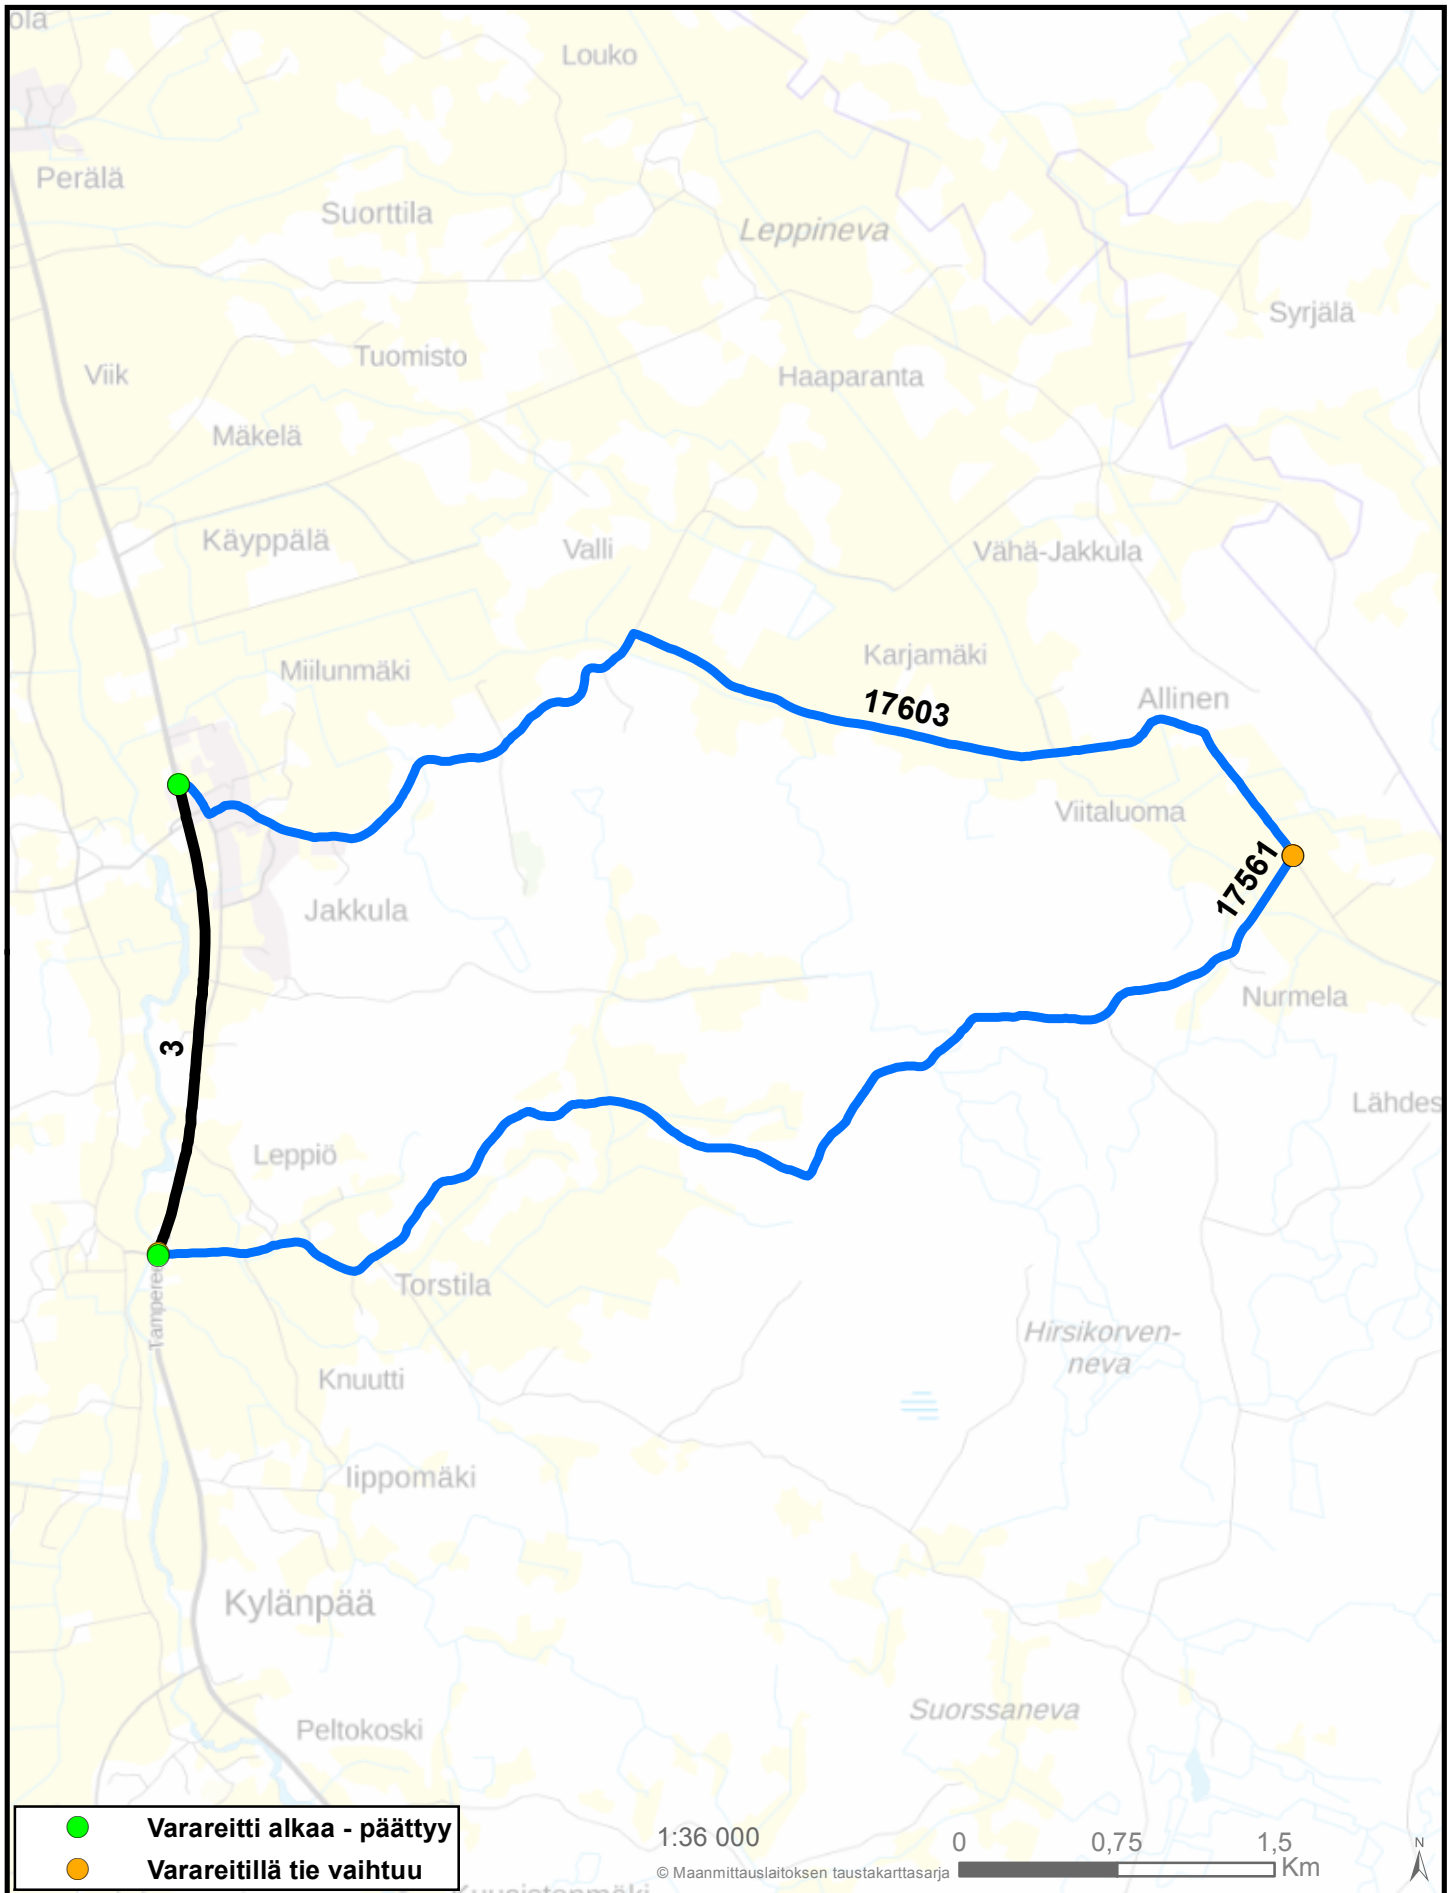 Louko
Perälä
Suorttila
Leppineva
Syrjälä
Tuomisto
Viik
Haaparanta
Mäkelä
Käyppälä
Valli
Vähä-Jakkula
Karjamäki
Miilunmäki
Allinen
17603
Viitaluoma
17561
Jakkula
Nurmela
3
Lähdes
Leppiö
Torstila
Tamperee
Hirsikorven-
neva
Knuutti
Iippomäki
Kylänpää
Suorssaneva
Peltokoski
Varareitti alkaa - päättyy
Varareitillä tie vaihtuu
1:36 000
© Maanmittauslaitoksen taustakarttasarja
0 0,75 1,5
Km
N